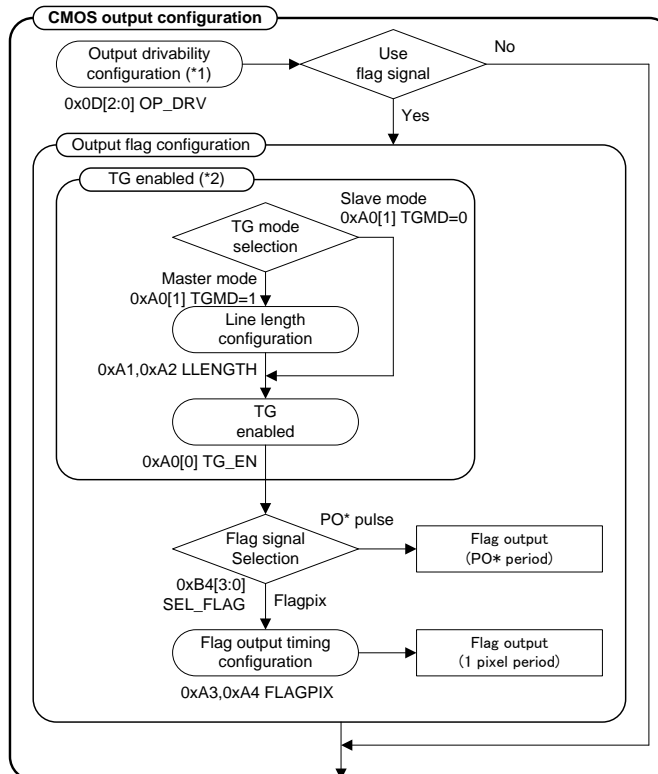 CMOS output configuration
Output drivability
configuration (*1)
0x0D[2:0] OP_DRV
Use
flag signal
No
Yes
Output flag configuration
TG enabled (*2)
Slave mode
0xA0[1] TGMD=0
TG mode
selection
Master mode
0xA0[1] TGMD=1
Line length
configuration
0xA1,0xA2 LLENGTH
TG
enabled
0xA0[0] TG_EN
PO* pulse
Flag signal
Selection
Flag output
(PO* period)
0xB4[3:0]
SEL_FLAG
Flagpix
Flag output timing
configuration
Flag output
(1 pixel period)
0xA3,0xA4 FLAGPIX